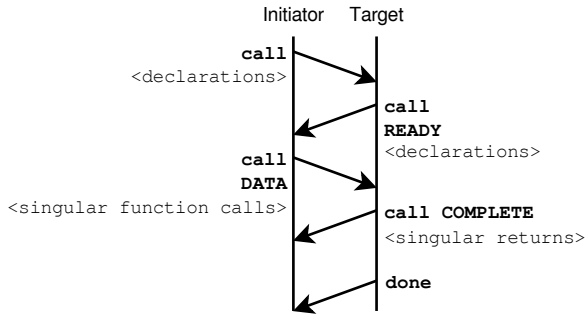 Initiator Target
call
<declarations>
call
READY
<declarations>
call
DATA
<singular function calls>
call COMPLETE
<singular returns>
done